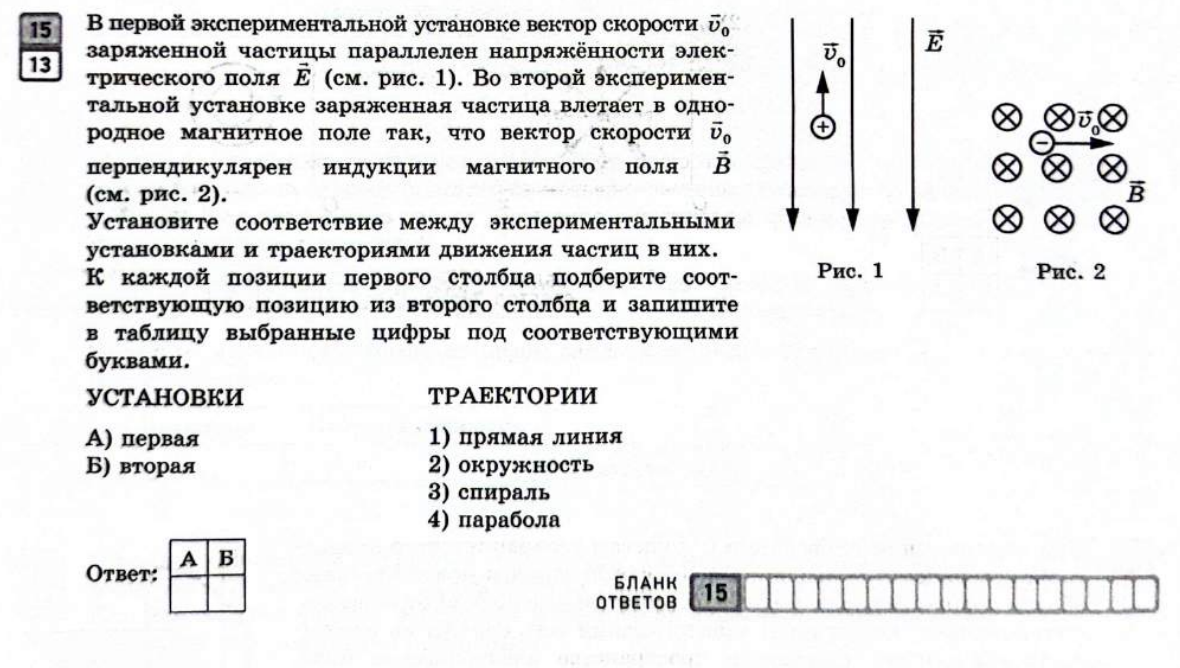 15
13
В первой экспериментальной установке вектор скорости v⃗₀
заряженной частицы параллелен напряжённости элек-
трического поля E⃗ (см. рис. 1). Во второй эксперимен-
тальной установке заряженная частица влетает в одно-
родное магнитное поле так, что вектор скорости v⃗₀
перпендикулярен индукции магнитного поля B⃗
(см. рис. 2).
Установите соответствие между экспериментальными
установками и траекториями движения частиц в них.
К каждой позиции первого столбца подберите соот-
ветствующую позицию из второго столбца и запишите
в таблицу выбранные цифры под соответствующими
буквами.
v⃗₀
E⃗
+
Рис. 1
v⃗₀
−
B⃗
Рис. 2
УСТАНОВКИ
А) первая
Б) вторая
ТРАЕКТОРИИ
1) прямая линия
2) окружность
3) спираль
4) парабола
Ответ:
А Б
БЛАНК
ОТВЕТОВ
15